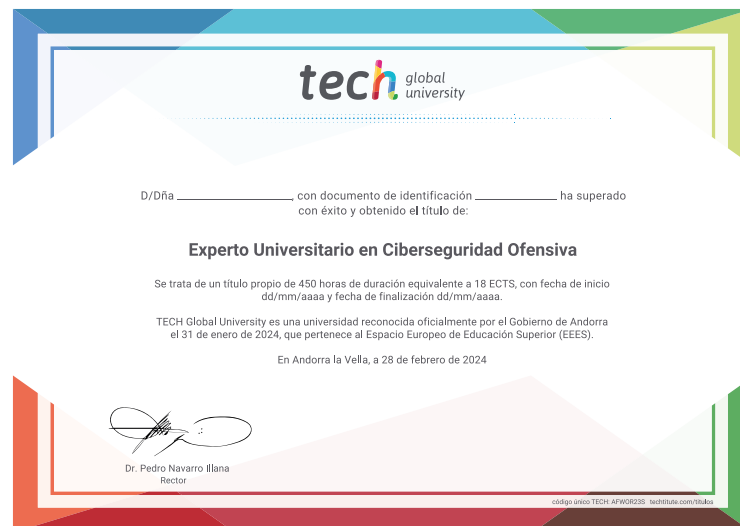 tech global university
D/Dña ____________, con documento de identificación ____________ ha superado
con éxito y obtenido el título de:
Experto Universitario en Ciberseguridad Ofensiva
Se trata de un título propio de 450 horas de duración equivalente a 18 ECTS, con fecha de inicio
dd/mm/aaaa y fecha de finalización dd/mm/aaaa.
TECH Global University es una universidad reconocida oficialmente por el Gobierno de Andorra
el 31 de enero de 2024, que pertenece al Espacio Europeo de Educación Superior (EEES).
En Andorra la Vella, a 28 de febrero de 2024
Dr. Pedro Navarro Illana
Rector
código único TECH: AFWOR23S techtitute.com/titulos